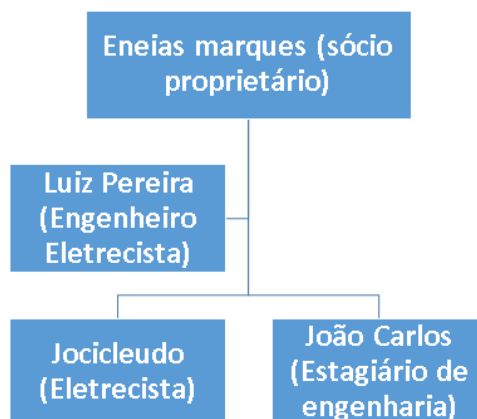 Eneias marques (sócio
proprietário)
Luiz Pereira
(Engenheiro
Eletrecista)
Jocicleudo
(Eletrecista)
João Carlos
(Estagiário de
engenharia)